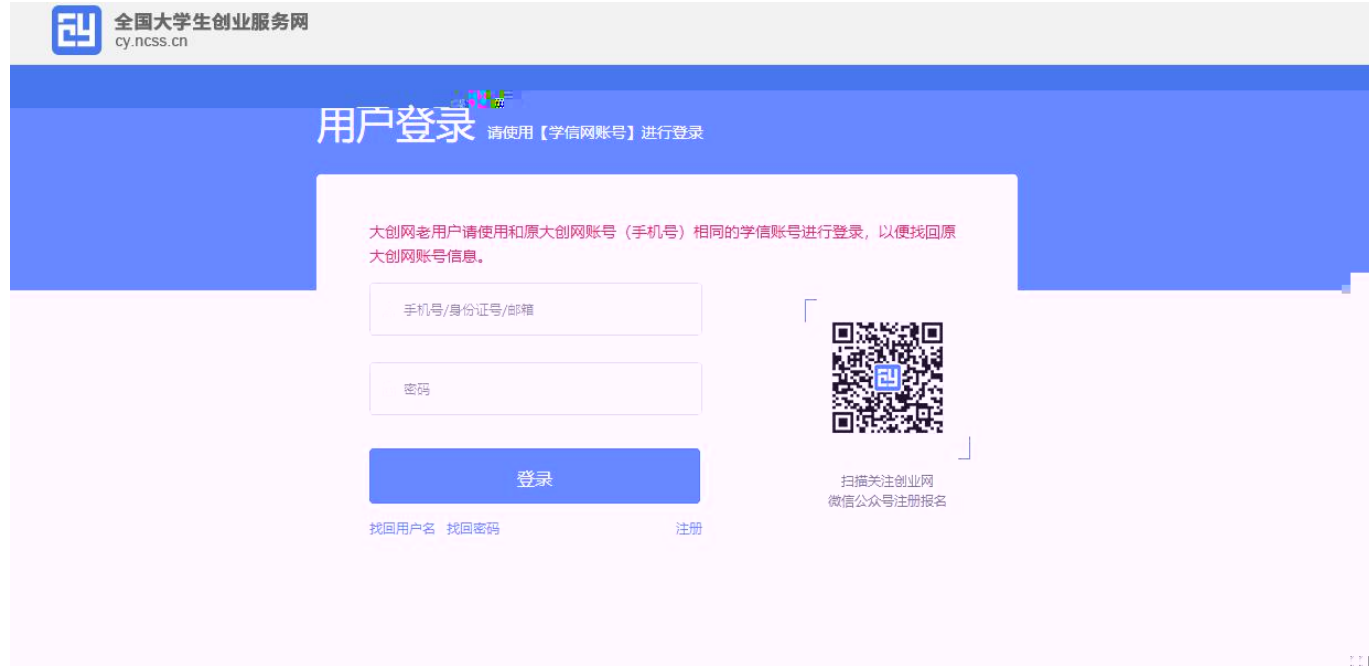 全国大学生创业服务网
cy.ncss.cn
用户登录 请使用【学信网账号】进行登录
大创网老用户请使用和原大创网账号（手机号）相同的学信账号进行登录，以便找回原
大创网账号信息。
手机号/身份证号/邮箱
密码
登录
找回用户名 找回密码 注册
扫描关注创业网
微信公众号注册报名